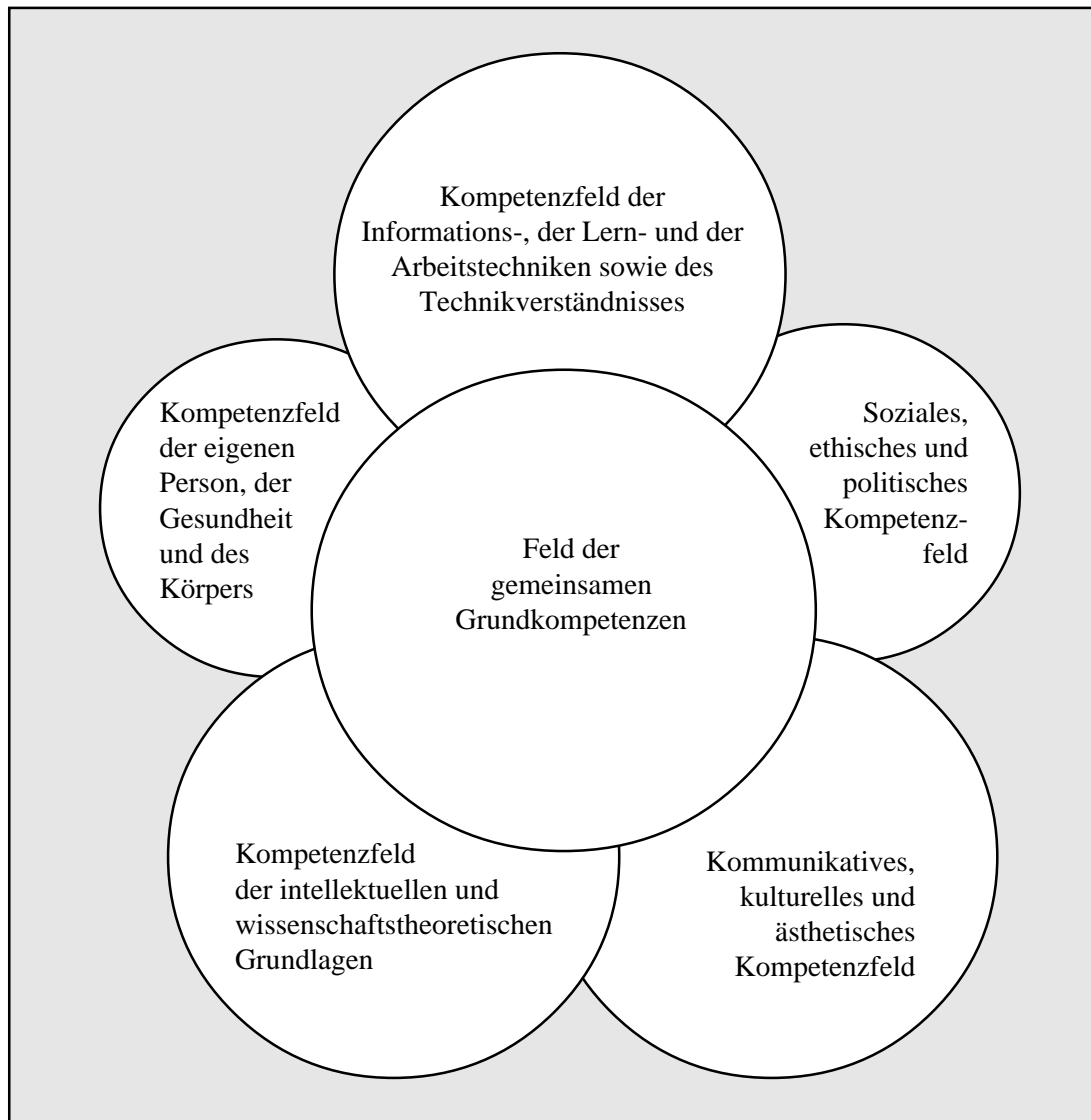 Kompetenzfeld der
Informations-, der Lern- und der
Arbeitstechniken sowie des
Technikverständnisses
Kompetenzfeld
der eigenen
Person, der
Gesundheit
und des
Körpers
Soziales,
ethisches und
politisches
Kompetenz-
feld
Feld der
gemeinsamen
Grundkompetenzen
Kompetenzfeld
der intellektuellen und
wissenschaftstheoretischen
Grundlagen
Kommunikatives,
kulturelles und
ästhetisches
Kompetenzfeld